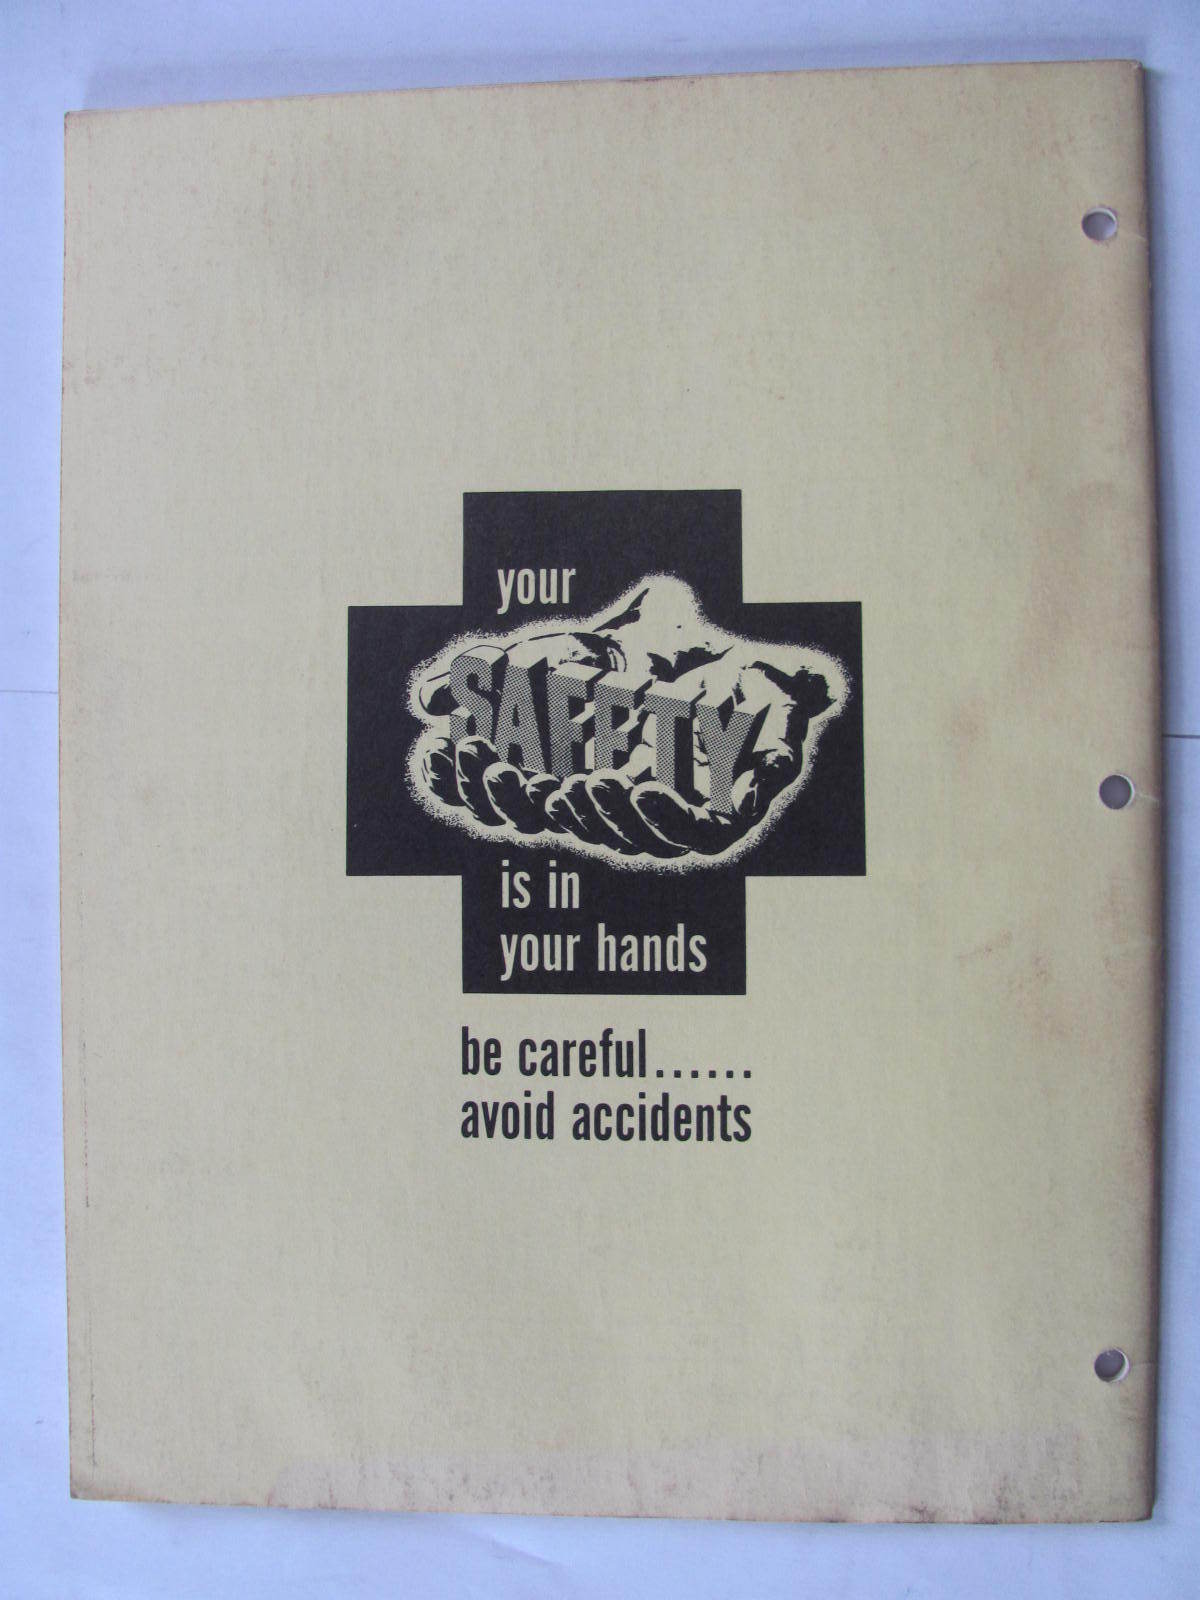 your
SAFETY
is in
your hands
be careful......
avoid accidents